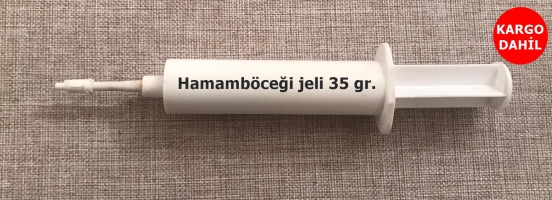 KARGO
DAHİL
Hamamböceği jeli 35 gr.